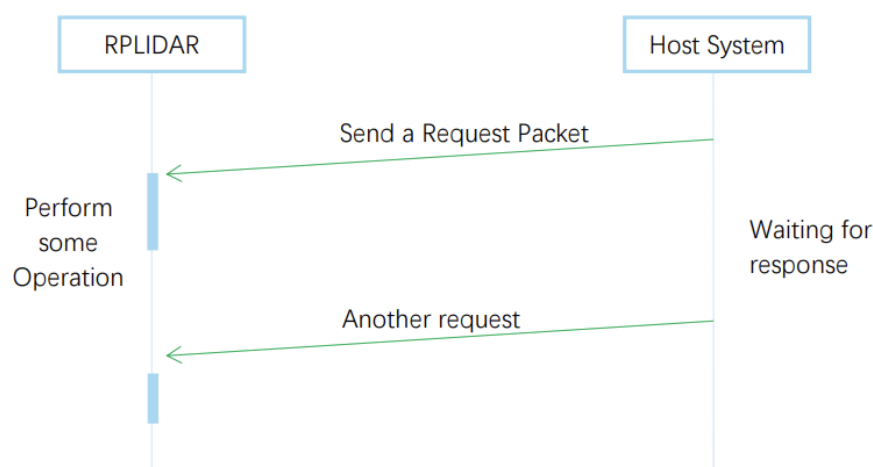 RPLIDAR
Host System
Send a Request Packet
Perform
some
Operation
Waiting for
response
Another request